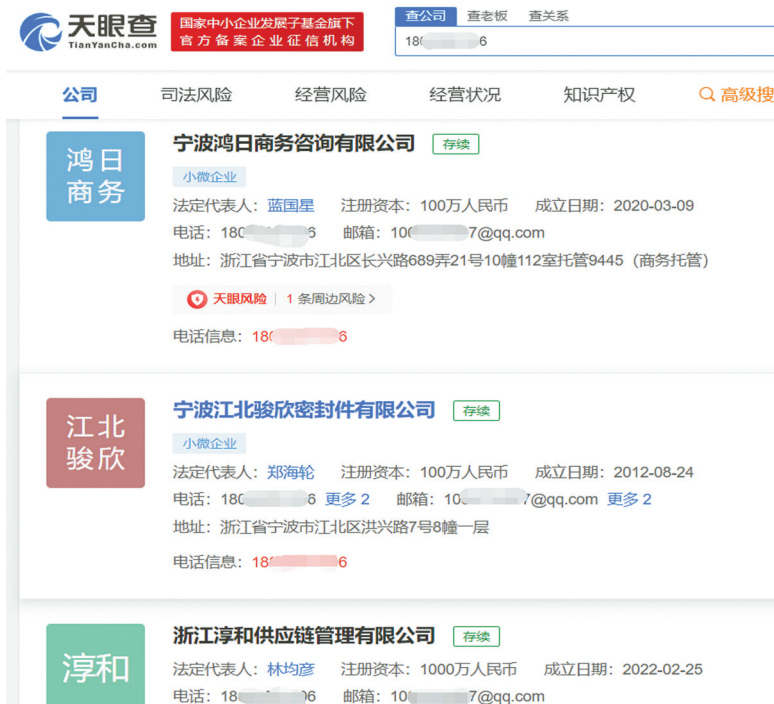 天眼查
TianYanCha.com
国家中小企业发展子基金旗下
官方备案企业征信机构
查公司 查老板 查关系
180 6
公司 司法风险 经营风险 经营状况 知识产权 高级搜
鸿日
商务
宁波鸿日商务咨询有限公司 存续
小微企业
法定代表人：蓝国星 注册资本：100万人民币 成立日期：2020-03-09
电话：180 6 邮箱：100 7@qq.com
地址：浙江省宁波市江北区长兴路689弄21号10幢112室托管9445（商务托管）
天眼风险 1 条周边风险 >
电话信息：180 6
江北
骏欣
宁波江北骏欣密封件有限公司 存续
小微企业
法定代表人：郑海轮 注册资本：100万人民币 成立日期：2012-08-24
电话：180 6 更多 2 邮箱：10 7@qq.com 更多 2
地址：浙江省宁波市江北区洪兴路7号8幢一层
电话信息：18 6
淳和
浙江淳和供应链管理有限公司 存续
法定代表人：林均彦 注册资本：1000万人民币 成立日期：2022-02-25
电话：18 06 邮箱：10 7@qq.com